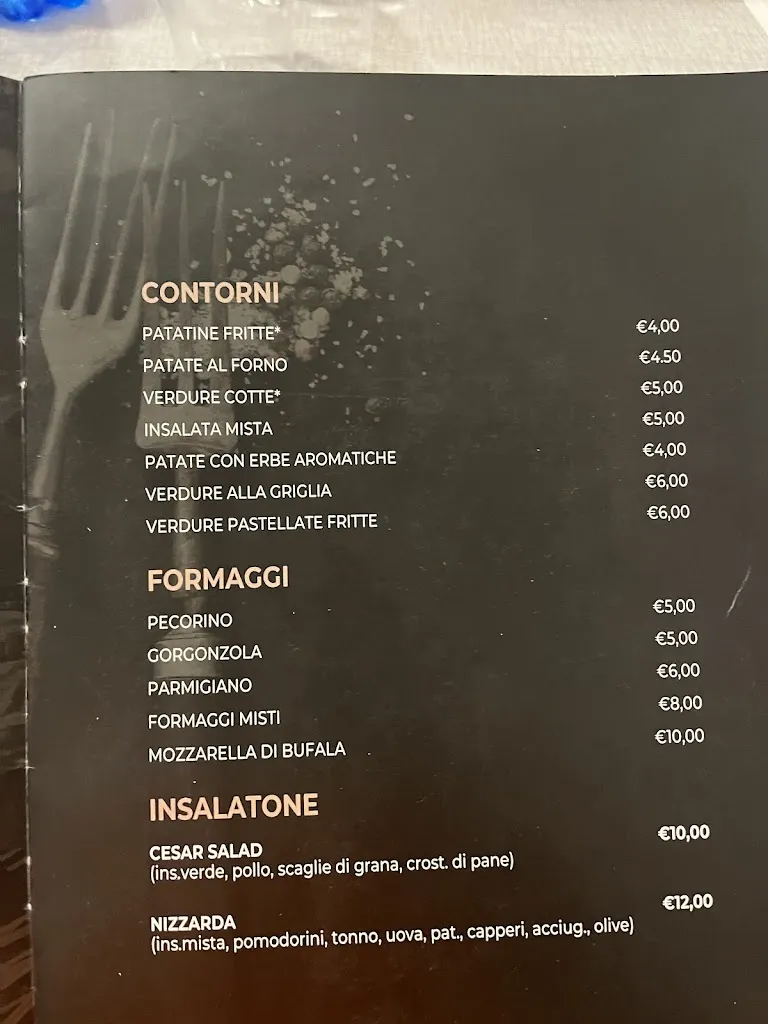 CONTORNI
PATATINE FRITTE* €4,00
PATATE AL FORNO €4.50
VERDURE COTTE* €5,00
INSALATA MISTA €5,00
PATATE CON ERBE AROMATICHE €4,00
VERDURE ALLA GRIGLIA €6,00
VERDURE PASTELLATE FRITTE €6,00
FORMAGGI
PECORINO €5,00
GORGONZOLA €5,00
PARMIGIANO €6,00
FORMAGGI MISTI €8,00
MOZZARELLA DI BUFALA €10,00
INSALATONE
CESAR SALAD €10,00
(ins.verde, pollo, scaglie di grana, crost. di pane)
NIZZARDA €12,00
(ins.mista, pomodorini, tonno, uova, pat., capperi, acciug., olive)